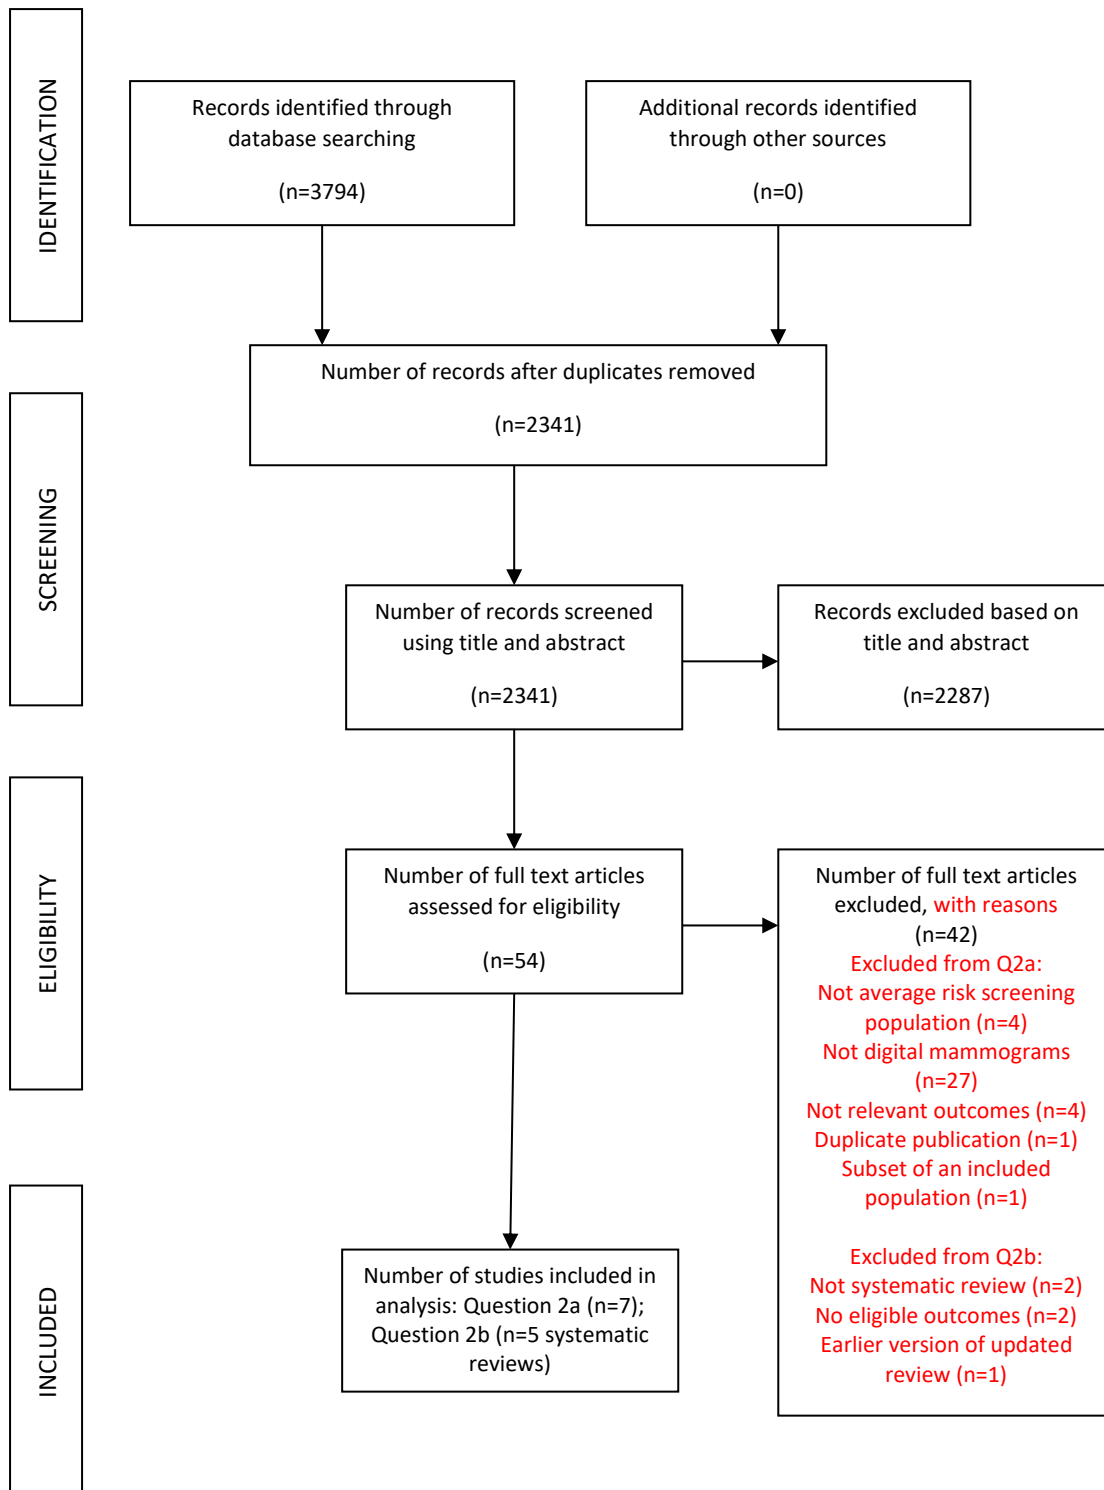 IDENTIFICATION
Records identified through
database searching
(n=3794)
Additional records identified
through other sources
(n=0)
Number of records after duplicates removed
(n=2341)
SCREENING
Number of records screened
using title and abstract
(n=2341)
Records excluded based on
title and abstract
(n=2287)
ELIGIBILITY
Number of full text articles
assessed for eligibility
(n=54)
Number of full text articles
excluded, with reasons
(n=42)
Excluded from Q2a:
Not average risk screening
population (n=4)
Not digital mammograms
(n=27)
Not relevant outcomes (n=4)
Duplicate publication (n=1)
Subset of an included
population (n=1)
Excluded from Q2b:
Not systematic review (n=2)
No eligible outcomes (n=2)
Earlier version of updated
review (n=1)
INCLUDED
Number of studies included in
analysis: Question 2a (n=7);
Question 2b (n=5 systematic
reviews)